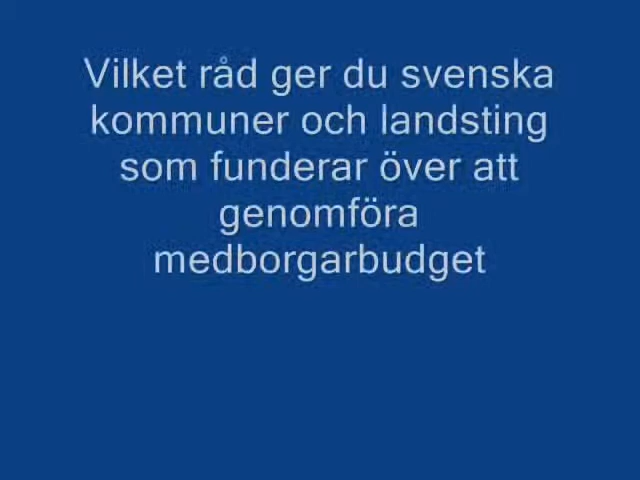 Vilket råd ger du svenska
kommuner och landsting
som funderar över att
genomföra
medborgarbudget